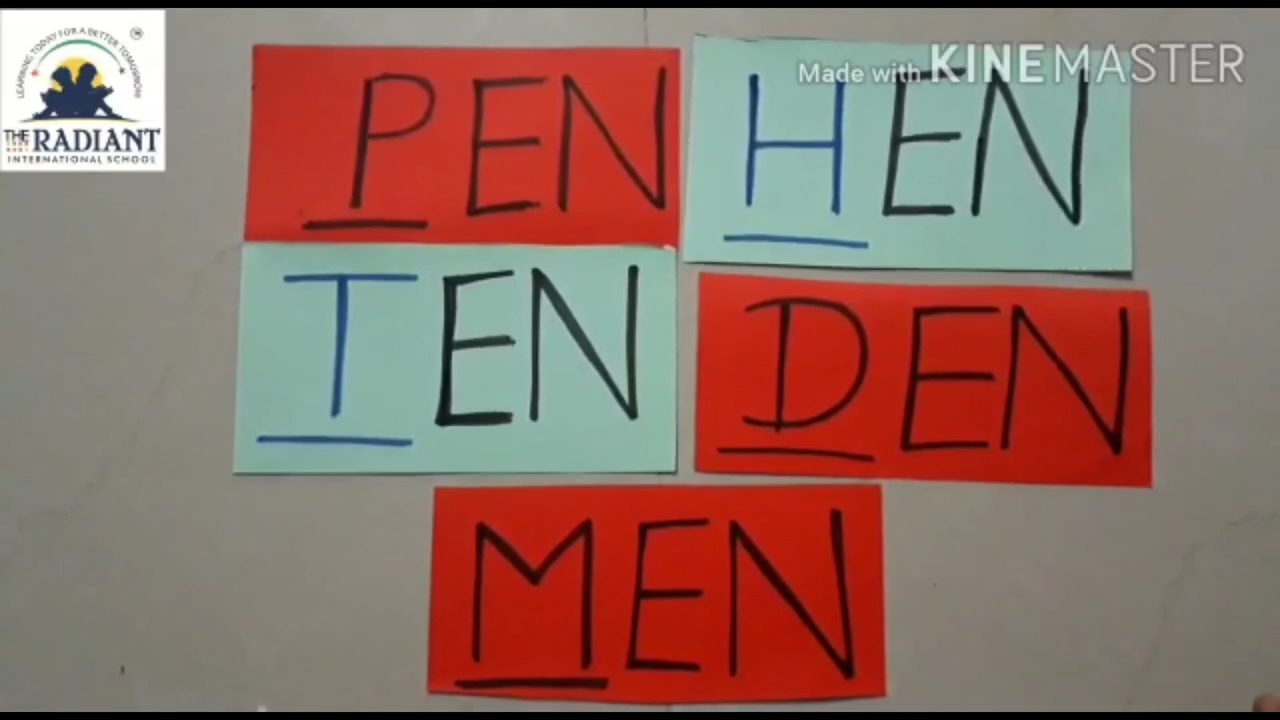 LEARNING TODAY FOR A BETTER TOMORROW
THE RADIANT
INTERNATIONAL SCHOOL
Made with KINEMASTER
PEN
HEN
TEN
DEN
MEN